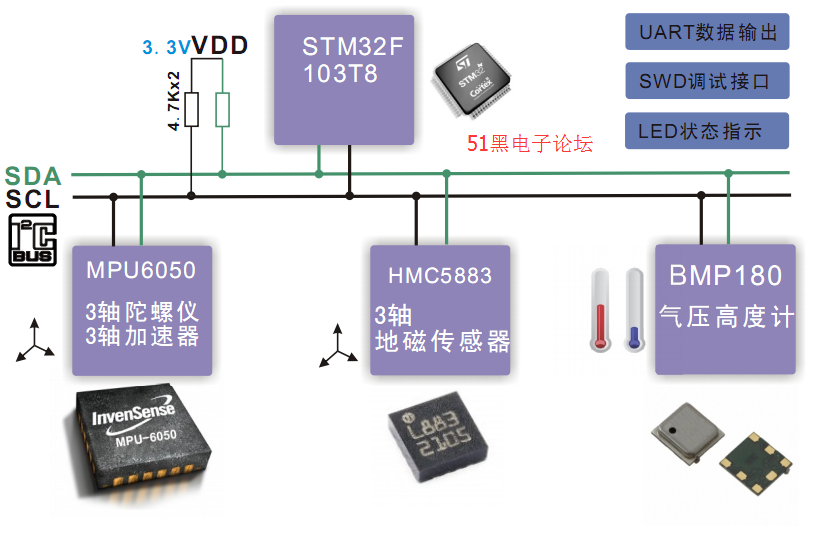 3.3VVDD
4.7Kx2
STM32F
103T8
STM32
Cortex
51黑电子论坛
UART数据输出
SWD调试接口
LED状态指示
SDA
SCL
I2C
BUS
MPU6050
3轴陀螺仪
3轴加速器
HMC5883
3轴
地磁传感器
BMP180
气压高度计
InvenSense
MPU-6050
L883
2105